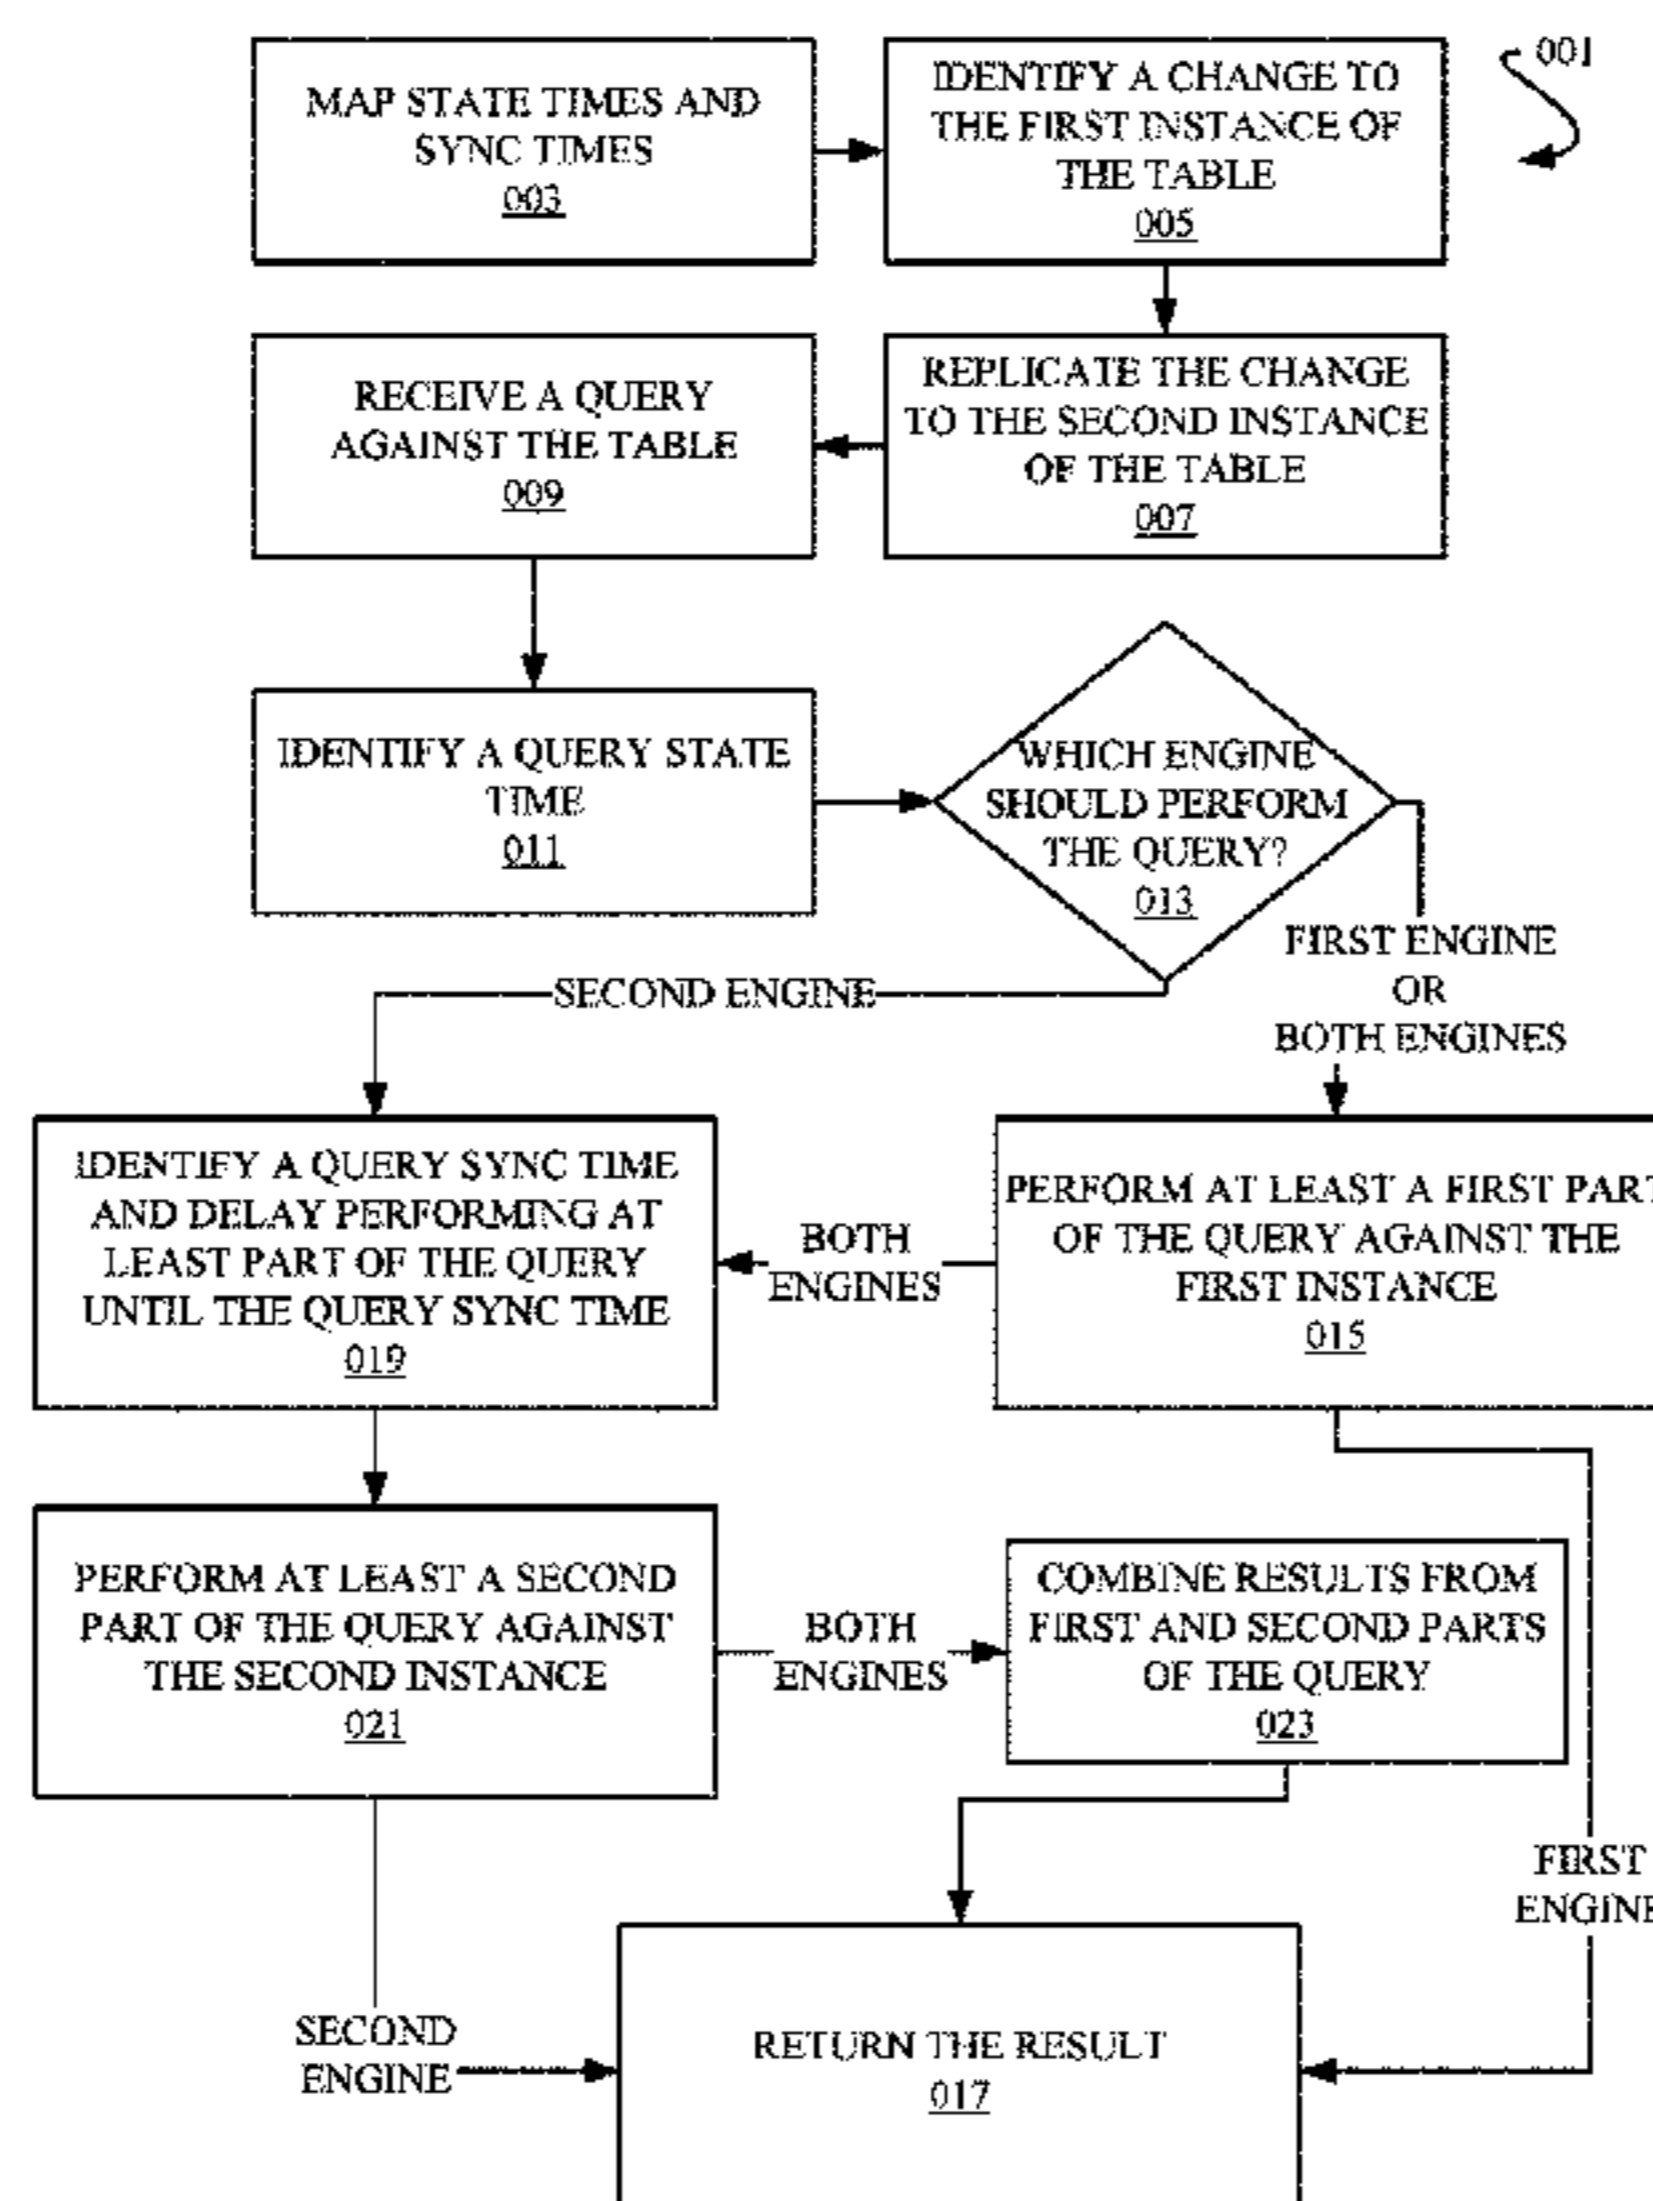 001
MAP STATE TIMES AND
SYNC TIMES
003
IDENTIFY A CHANGE TO
THE FIRST INSTANCE OF
THE TABLE
005
REPLICATE THE CHANGE
TO THE SECOND INSTANCE
OF THE TABLE
007
RECEIVE A QUERY
AGAINST THE TABLE
009
IDENTIFY A QUERY STATE
TIME
011
WHICH ENGINE
SHOULD PERFORM
THE QUERY?
013
FIRST ENGINE
OR
BOTH ENGINES
SECOND ENGINE
PERFORM AT LEAST A FIRST PART
OF THE QUERY AGAINST THE
FIRST INSTANCE
015
BOTH
ENGINES
IDENTIFY A QUERY SYNC TIME
AND DELAY PERFORMING AT
LEAST PART OF THE QUERY
UNTIL THE QUERY SYNC TIME
019
PERFORM AT LEAST A SECOND
PART OF THE QUERY AGAINST
THE SECOND INSTANCE
021
BOTH
ENGINES
COMBINE RESULTS FROM
FIRST AND SECOND PARTS
OF THE QUERY
023
FIRST
ENGINE
SECOND
ENGINE
RETURN THE RESULT
017